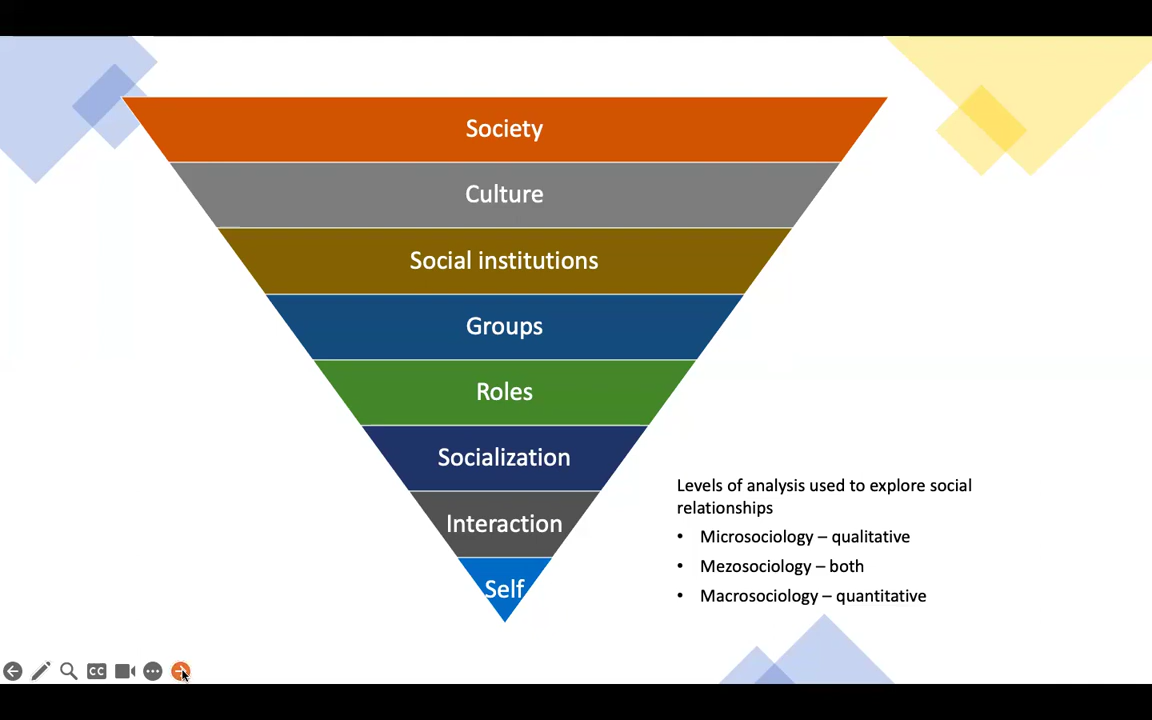 Society
Culture
Social institutions
Groups
Roles
Socialization
Interaction
Self
Levels of analysis used to explore social
relationships
• Microsociology – qualitative
• Mezosociology – both
• Macrosociology – quantitative
CC